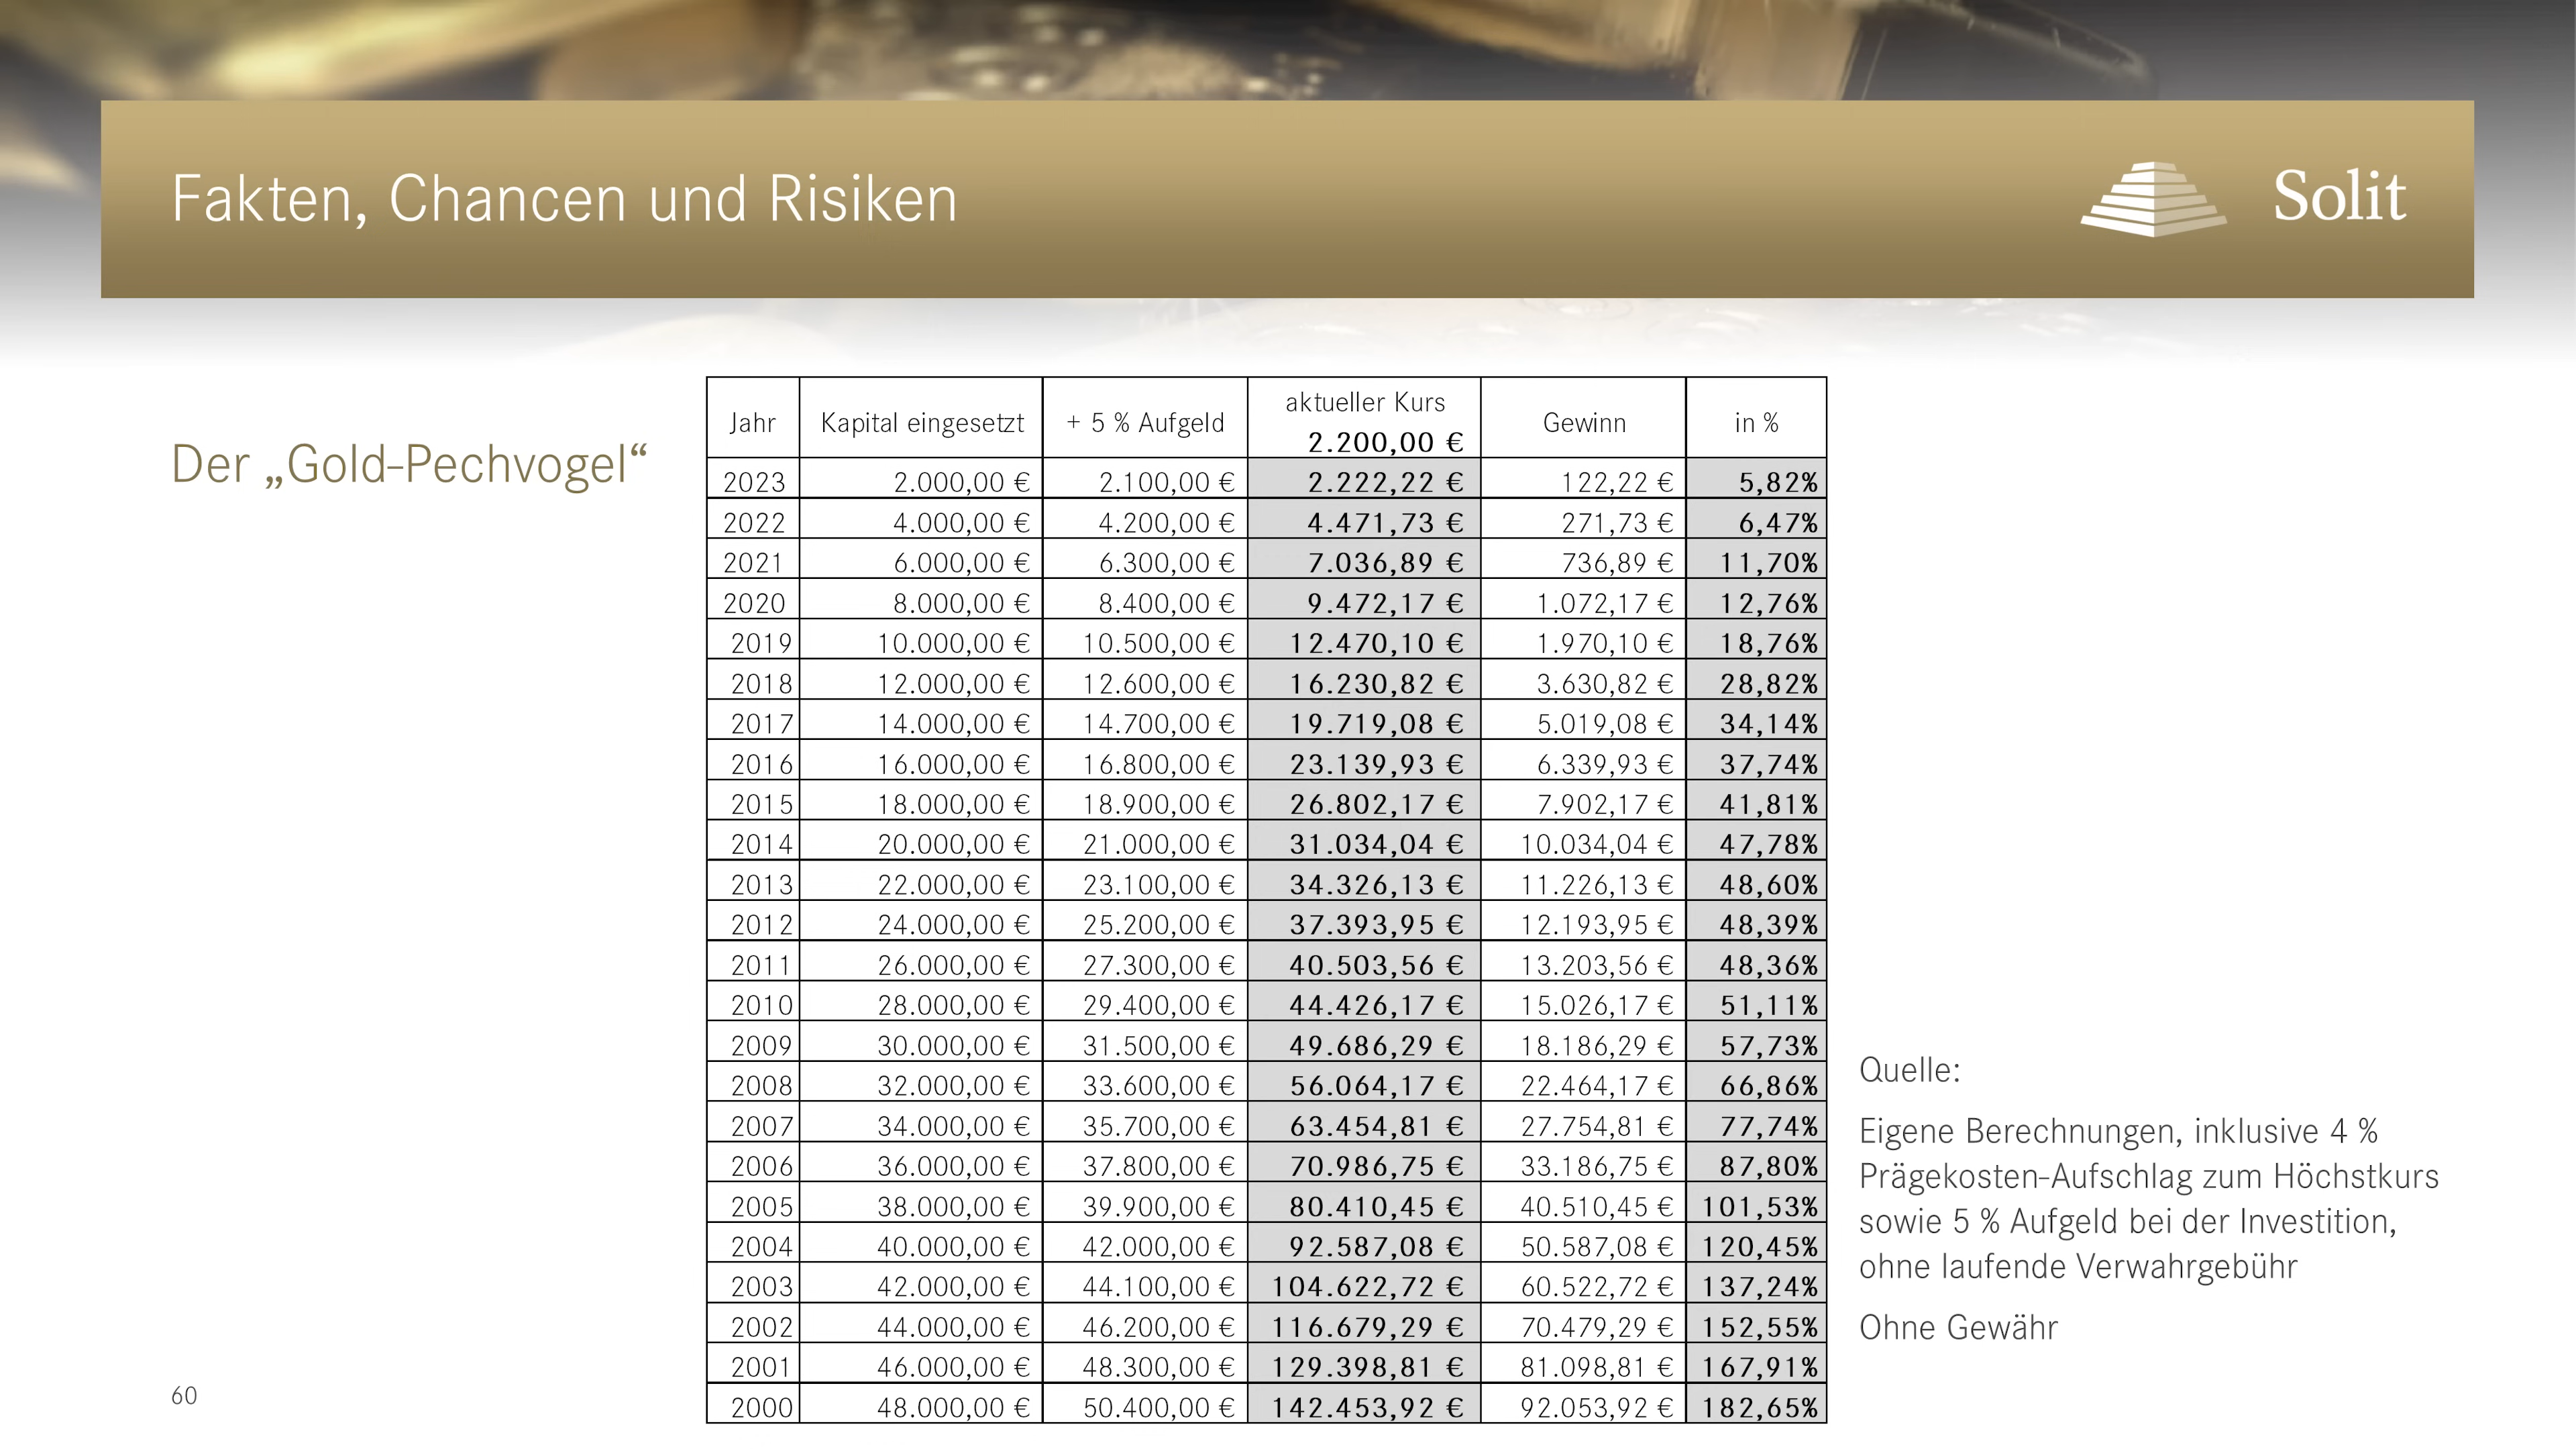 Fakten, Chancen und Risiken
Solit
Der „Gold-Pechvogel“
Jahr Kapital eingesetzt + 5 % Aufgeld aktueller Kurs 2.200,00 € Gewinn in %
2023 2.000,00 € 2.100,00 € 2.222,22 € 122,22 € 5,82%
2022 4.000,00 € 4.200,00 € 4.471,73 € 271,73 € 6,47%
2021 6.000,00 € 6.300,00 € 7.036,89 € 736,89 € 11,70%
2020 8.000,00 € 8.400,00 € 9.472,17 € 1.072,17 € 12,76%
2019 10.000,00 € 10.500,00 € 12.470,10 € 1.970,10 € 18,76%
2018 12.000,00 € 12.600,00 € 16.230,82 € 3.630,82 € 28,82%
2017 14.000,00 € 14.700,00 € 19.719,08 € 5.019,08 € 34,14%
2016 16.000,00 € 16.800,00 € 23.139,93 € 6.339,93 € 37,74%
2015 18.000,00 € 18.900,00 € 26.802,17 € 7.902,17 € 41,81%
2014 20.000,00 € 21.000,00 € 31.034,04 € 10.034,04 € 47,78%
2013 22.000,00 € 23.100,00 € 34.326,13 € 11.226,13 € 48,60%
2012 24.000,00 € 25.200,00 € 37.393,95 € 12.193,95 € 48,39%
2011 26.000,00 € 27.300,00 € 40.503,56 € 13.203,56 € 48,36%
2010 28.000,00 € 29.400,00 € 44.426,17 € 15.026,17 € 51,11%
2009 30.000,00 € 31.500,00 € 49.686,29 € 18.186,29 € 57,73%
2008 32.000,00 € 33.600,00 € 56.064,17 € 22.464,17 € 66,86%
2007 34.000,00 € 35.700,00 € 63.454,81 € 27.754,81 € 77,74%
2006 36.000,00 € 37.800,00 € 70.986,75 € 33.186,75 € 87,80%
2005 38.000,00 € 39.900,00 € 80.410,45 € 40.510,45 € 101,53%
2004 40.000,00 € 42.000,00 € 92.587,08 € 50.587,08 € 120,45%
2003 42.000,00 € 44.100,00 € 104.622,72 € 60.522,72 € 137,24%
2002 44.000,00 € 46.200,00 € 116.679,29 € 70.479,29 € 152,55%
2001 46.000,00 € 48.300,00 € 129.398,81 € 81.098,81 € 167,91%
2000 48.000,00 € 50.400,00 € 142.453,92 € 92.053,92 € 182,65%
Quelle:
Eigene Berechnungen, inklusive 4 %
Prägekosten-Aufschlag zum Höchstkurs
sowie 5 % Aufgeld bei der Investition,
ohne laufende Verwahrgebühr
Ohne Gewähr
60